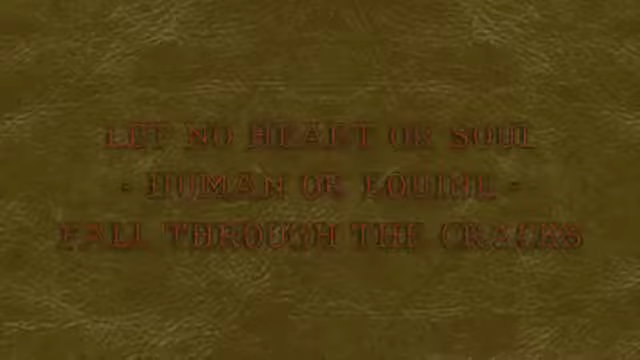 LET NO HEART OR SOUL
- HUMAN OR EQUINE -
FALL THROUGH THE CRACKS